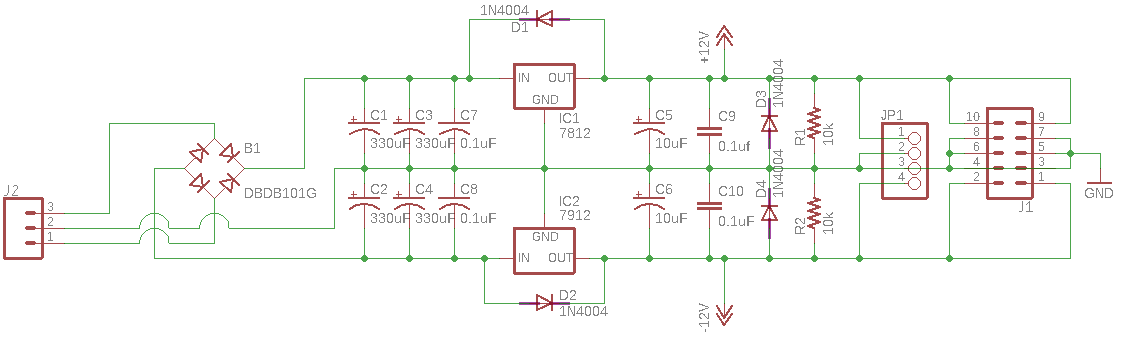 1N4004
D1
+12V
IN
OUT
GND
IC1
7812
C1
330uF
C3
330uF
C7
0.1uF
C5
10uF
C9
0.1uf
D3
1N4004
R1
10k
JP1
1
2
3
4
10
9
8
7
6
5
4
3
2
1
J1
GND
B1
DBDB101G
J2
3
2
1
C2
330uF
C4
330uF
C8
0.1uF
IC2
7912
GND
IN
OUT
C6
10uF
C10
0.1uF
D4
1N4004
R2
10k
D2
1N4004
-12V